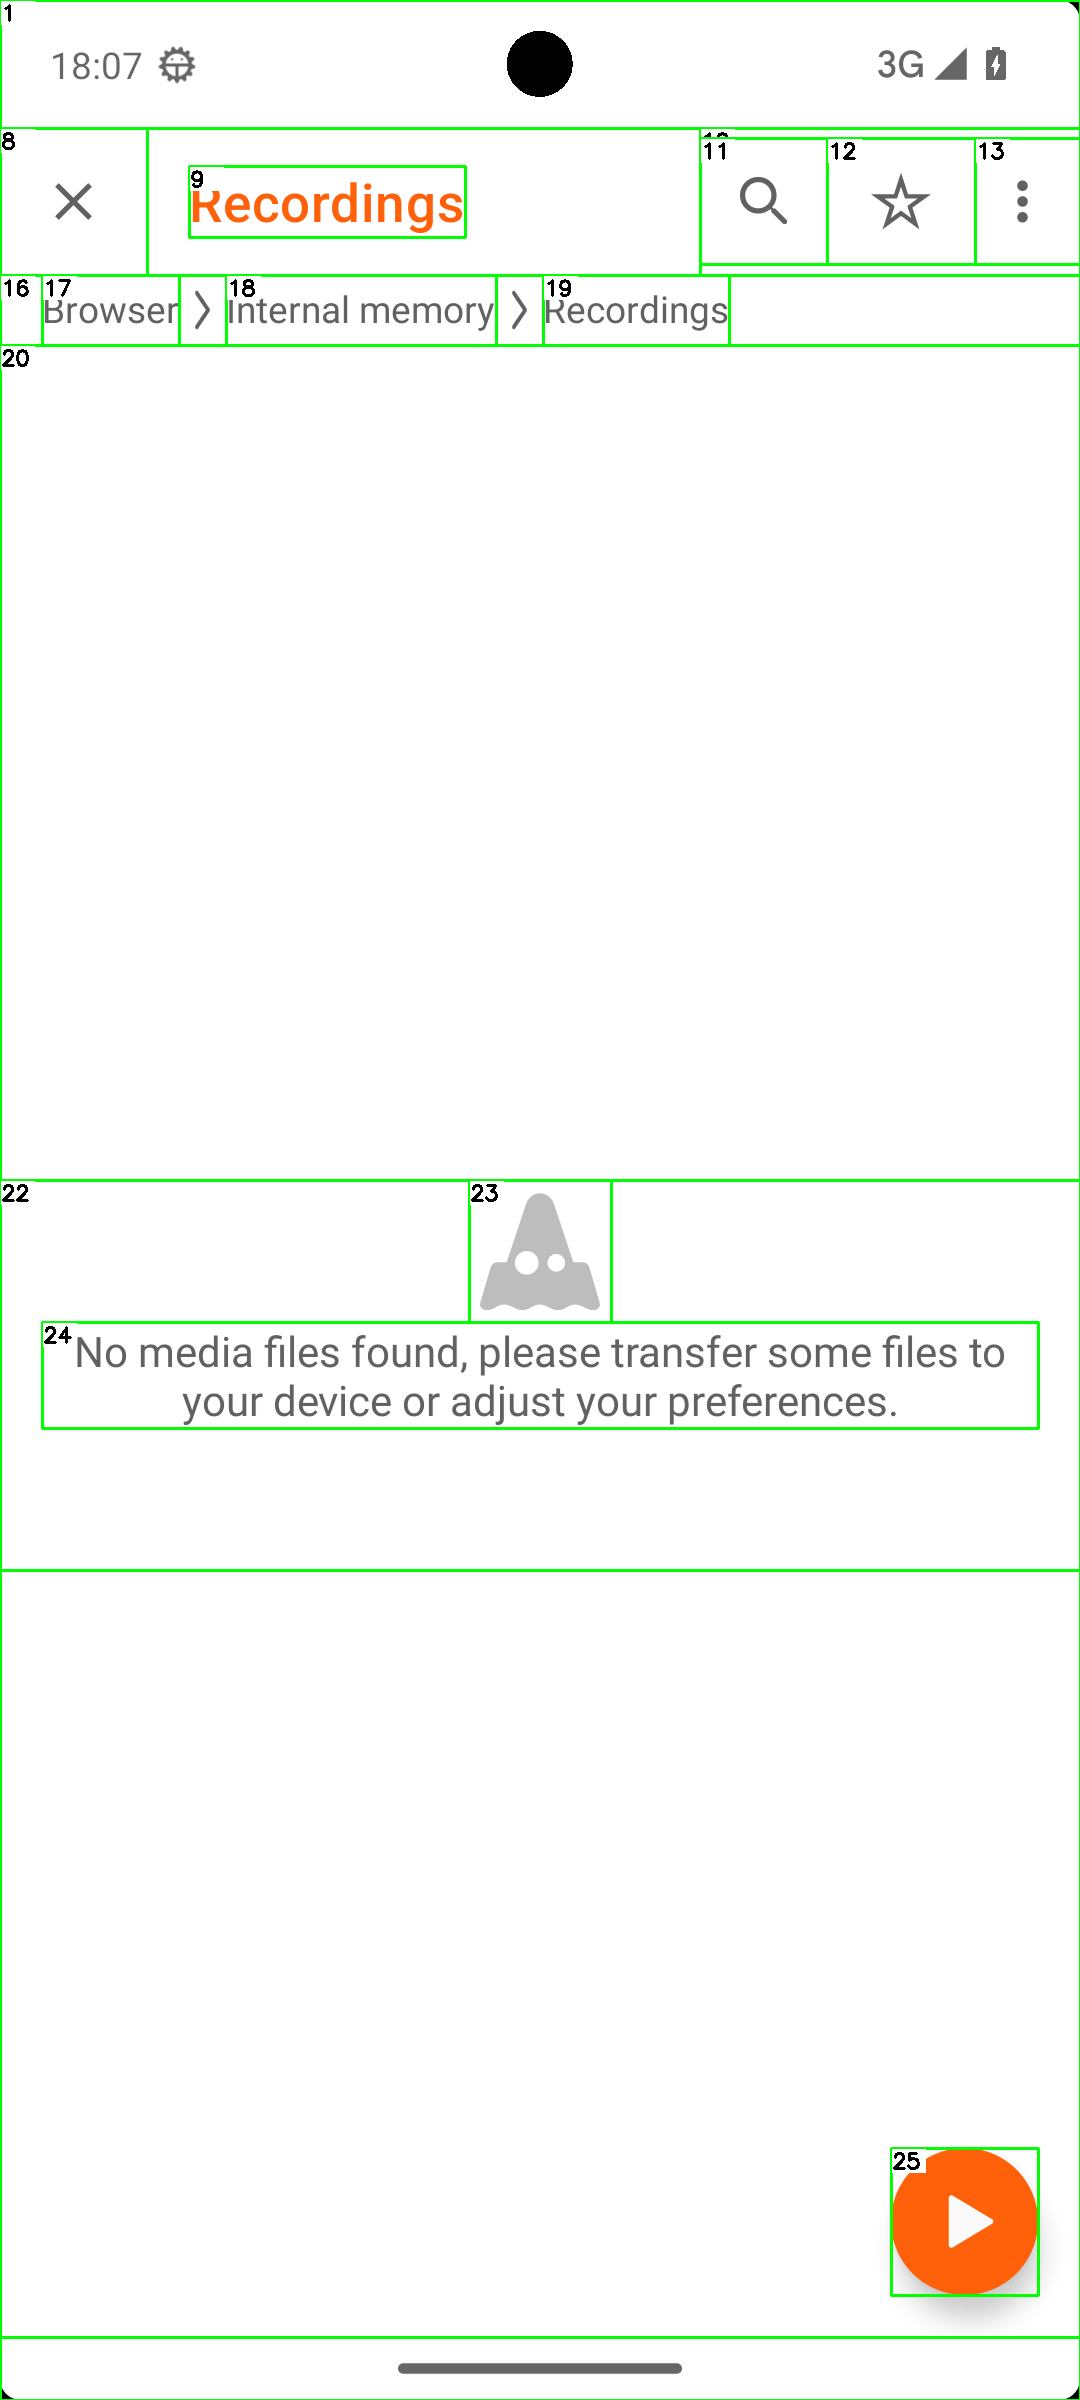 1
18:07
3G
8
9
Recordings
11
12
13
16
17
Browser
18
Internal memory
19
Recordings
20
22
23
24
No media files found, please transfer some files to
your device or adjust your preferences.
25